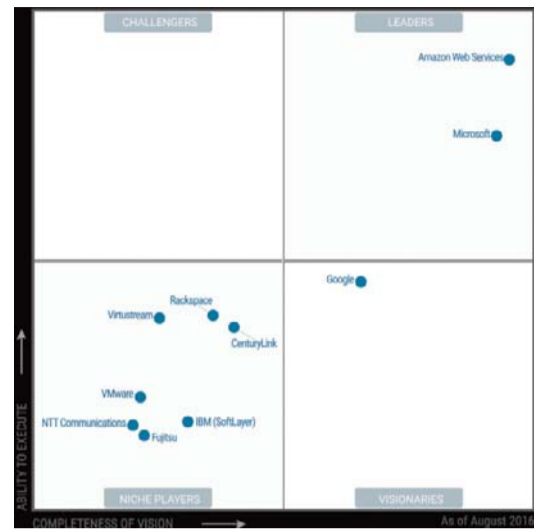 CHALLENGERS
LEADERS
Amazon Web Services
Microsoft
Google
Rackspace
Virtustream
CenturyLink
VMware
NTT Communications
IBM (SoftLayer)
Fujitsu
ABILITY TO EXECUTE
NICHE PLAYERS
VISIONARIES
COMPLETENESS OF VISION
As of August 2016